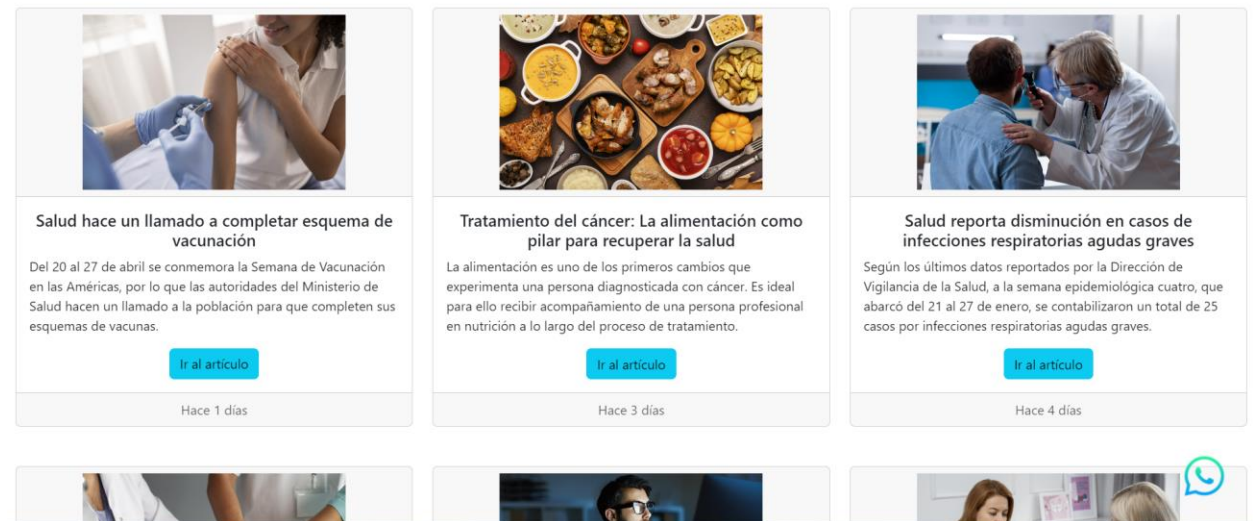 Salud hace un llamado a completar esquema de
vacunación
Del 20 al 27 de abril se conmemora la Semana de Vacunación
en las Américas, por lo que las autoridades del Ministerio de
Salud hacen un llamado a la población para que completen sus
esquemas de vacunas.
Ir al artículo
Hace 1 días
Tratamiento del cáncer: La alimentación como
pilar para recuperar la salud
La alimentación es uno de los primeros cambios que
experimenta una persona diagnosticada con cáncer. Es ideal
para ello recibir acompañamiento de una persona profesional
en nutrición a lo largo del proceso de tratamiento.
Ir al artículo
Hace 3 días
Salud reporta disminución en casos de
infecciones respiratorias agudas graves
Según los últimos datos reportados por la Dirección de
Vigilancia de la Salud, a la semana epidemiológica cuatro, que
abarcó del 21 al 27 de enero, se contabilizaron un total de 25
casos por infecciones respiratorias agudas graves.
Ir al artículo
Hace 4 días